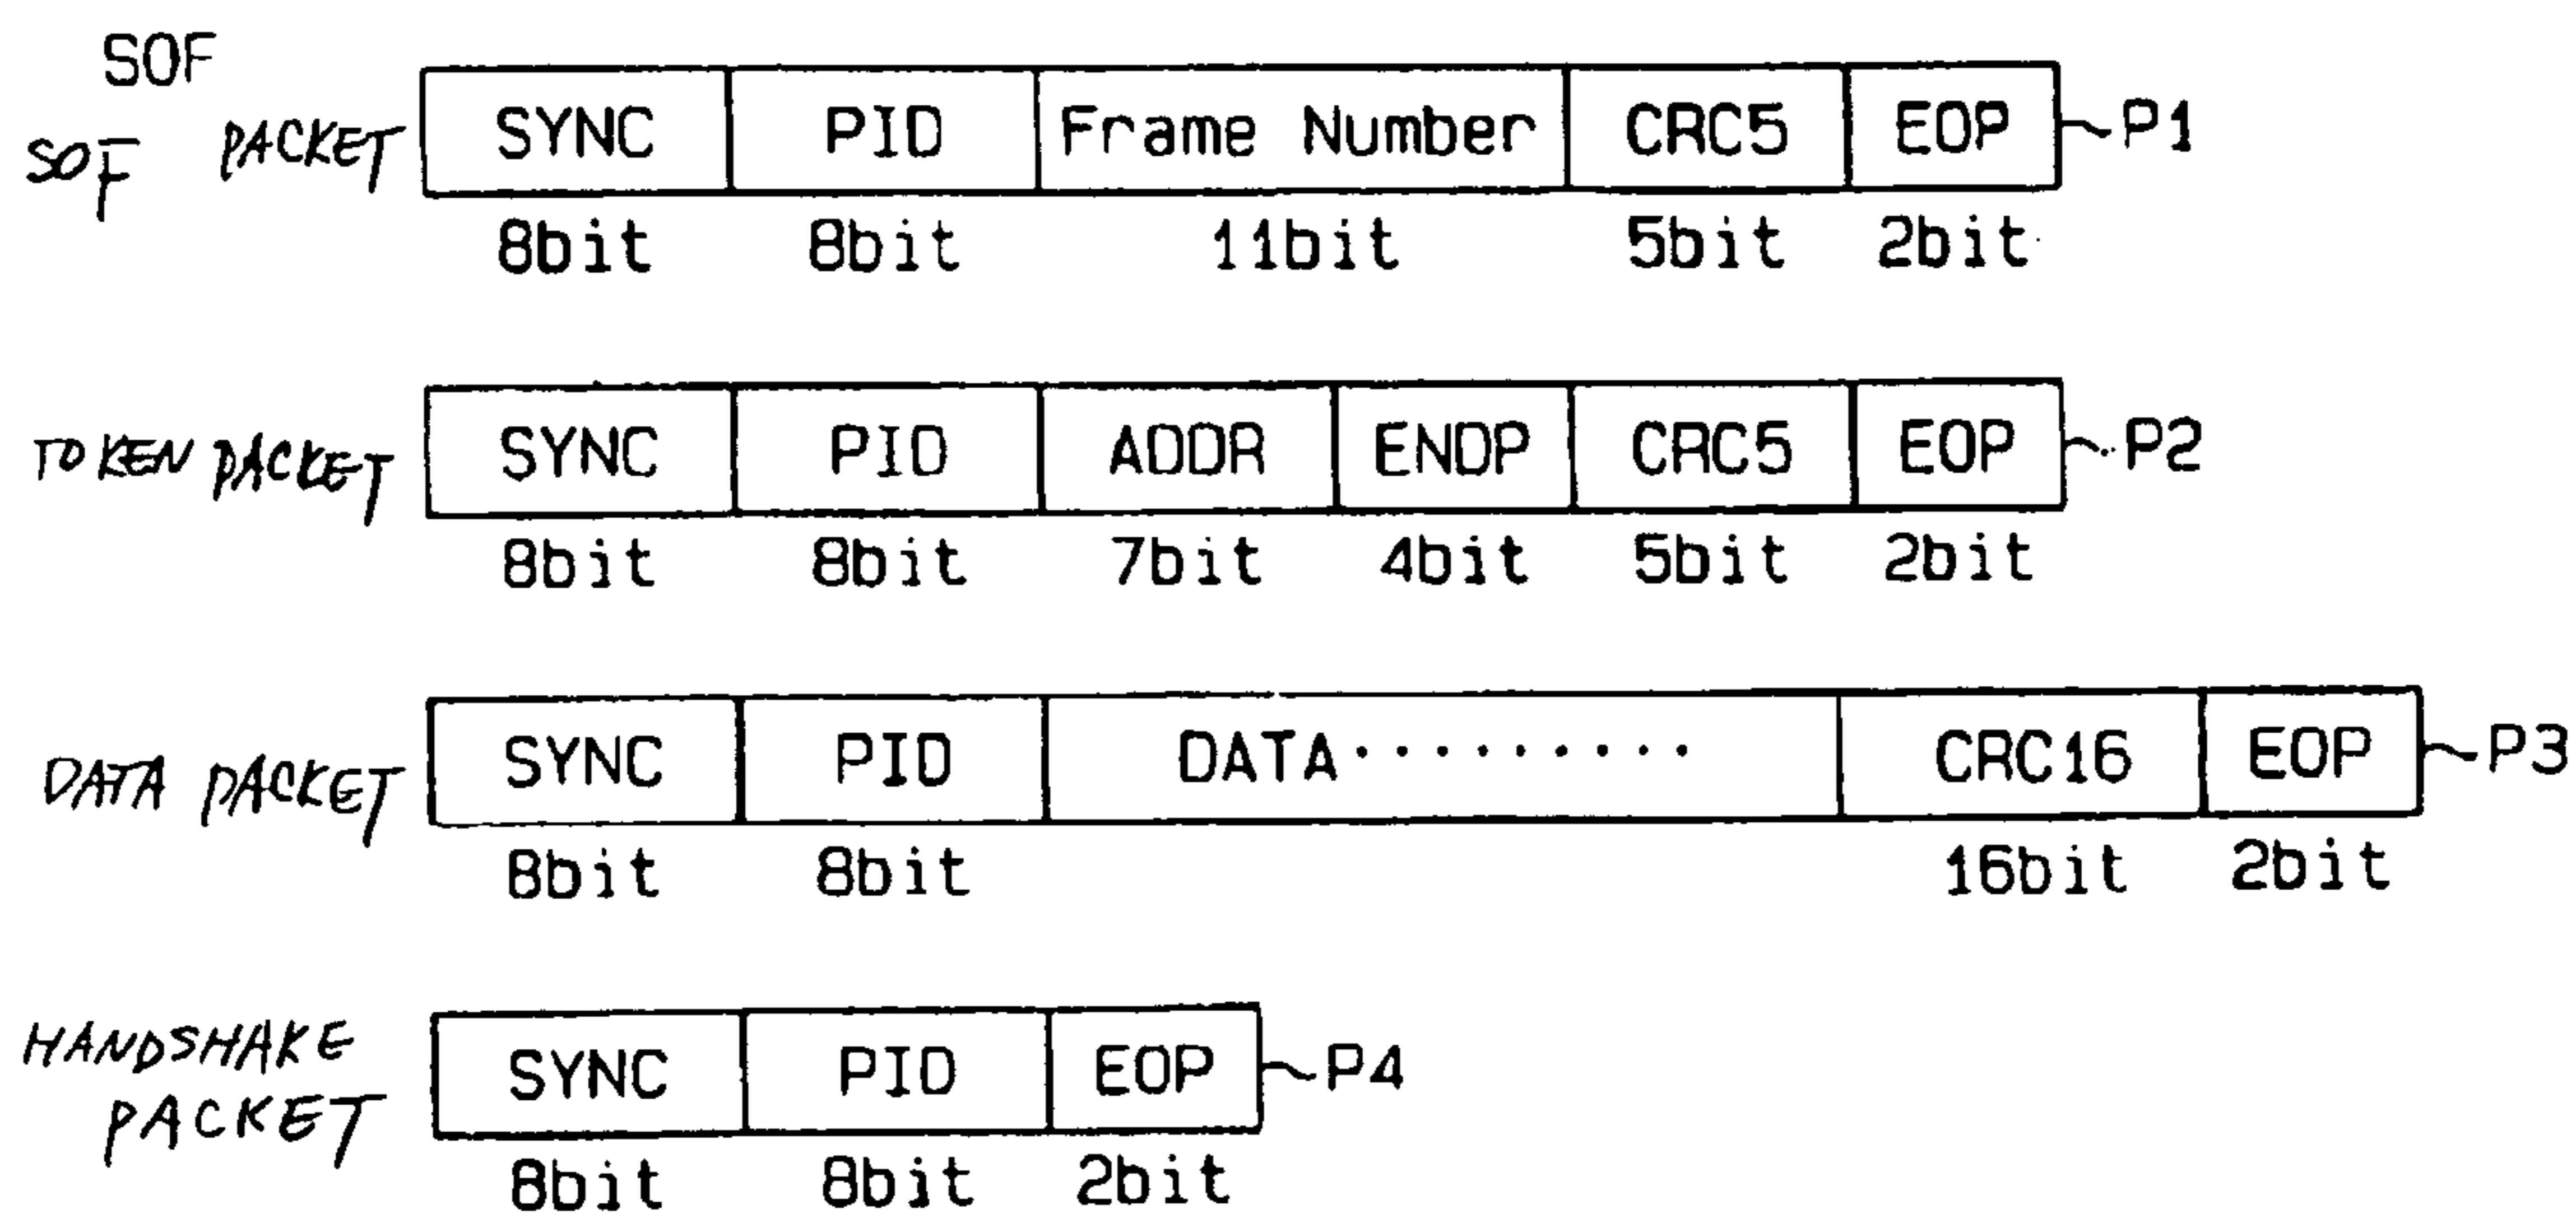 SOF
SOF PACKET SYNC PID Frame Number CRC5 EOP P1
8bit 8bit 11bit 5bit 2bit
TOKEN PACKET SYNC PID ADDR ENDP CRC5 EOP P2
8bit 8bit 7bit 4bit 5bit 2bit
DATA PACKET SYNC PID DATA········· CRC16 EOP P3
8bit 8bit 16bit 2bit
HANDSHAKE
PACKET SYNC PID EOP P4
8bit 8bit 2bit